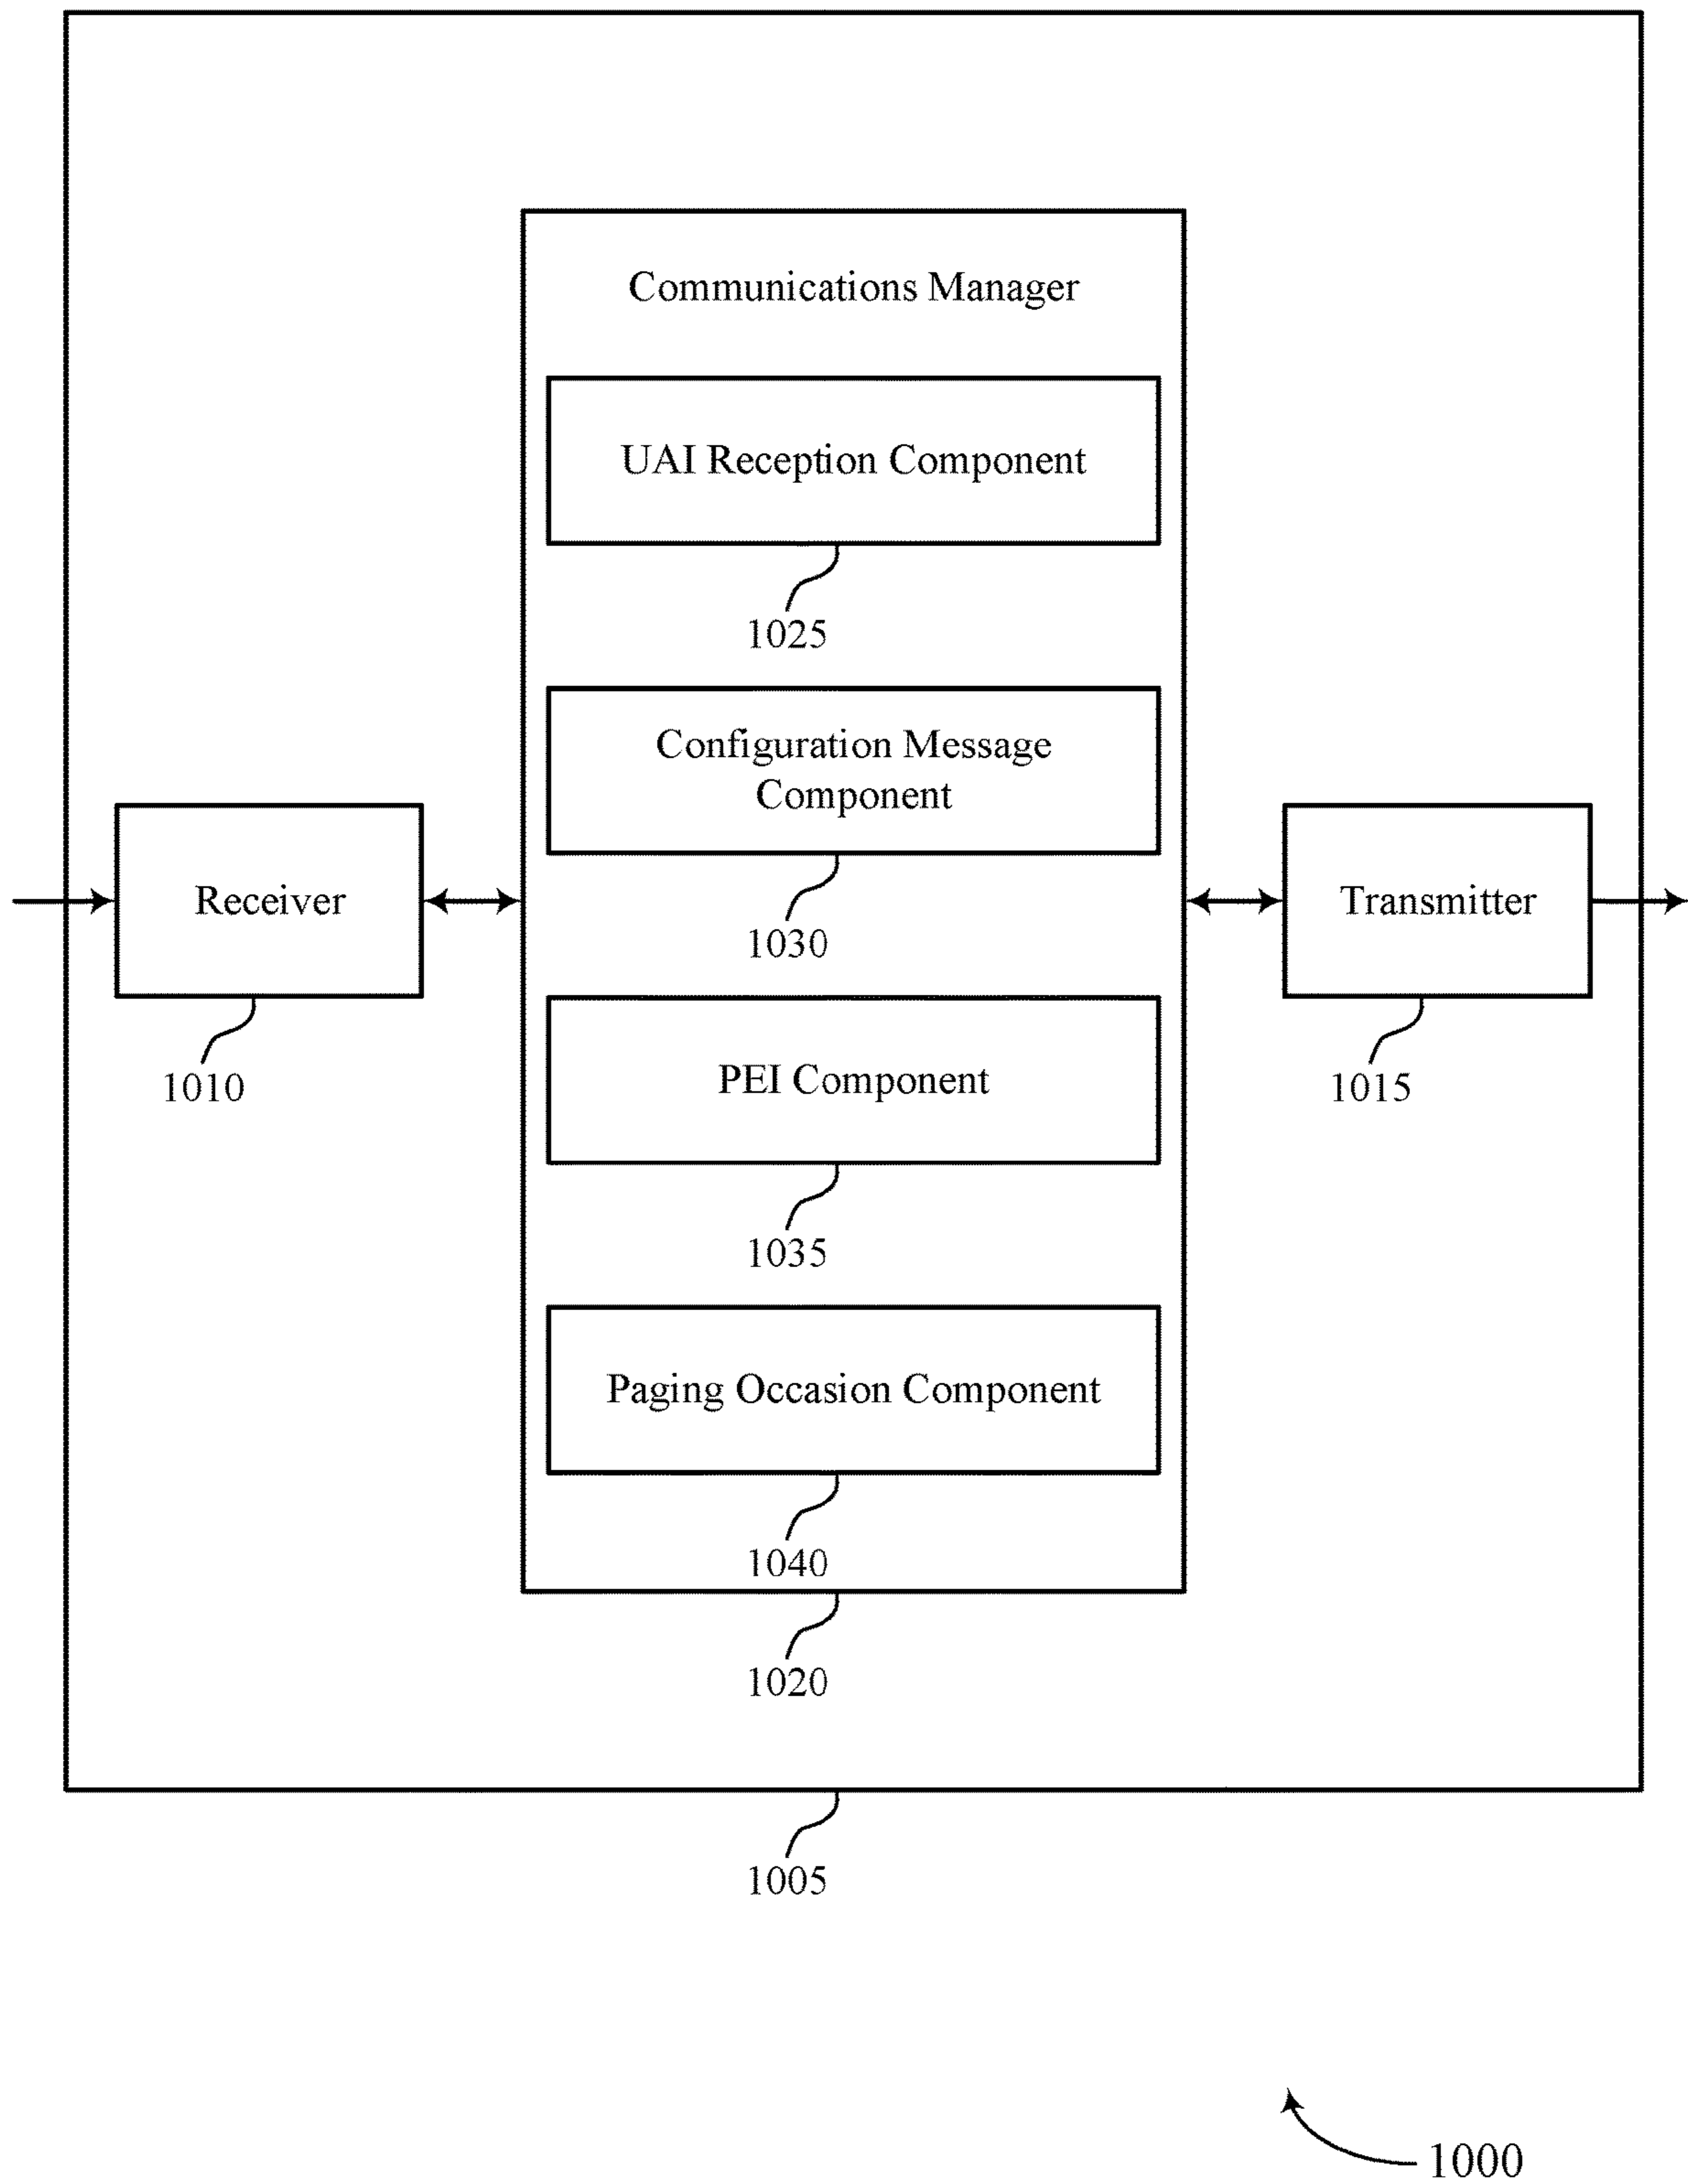 Communications Manager
UAI Reception Component
1025
Configuration Message
Component
1030
Receiver
1010
Transmitter
1015
PEI Component
1035
Paging Occasion Component
1040
1020
1005
1000